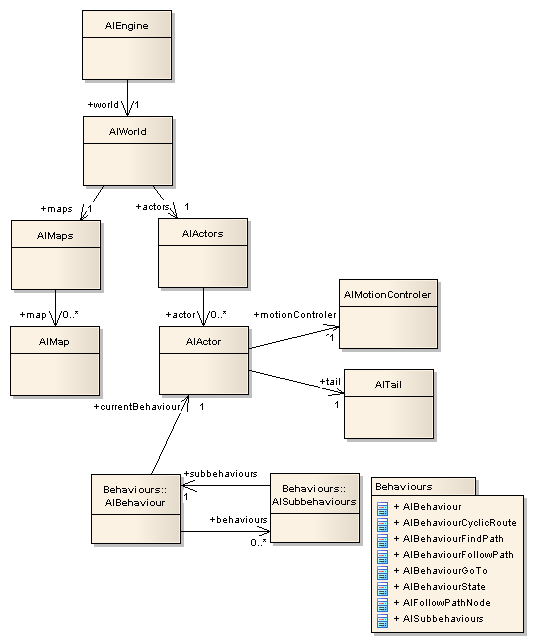 AIEngine
+world 1
AIWorld
+maps 1
+actors 1
AIMaps
AIActors
+map 0..*
+actor 0..*
AIMap
AIActor
+motionControler
1
AIMotionControler
+tail
1
AITail
+currentBehaviour 1
Behaviours::
AIBehaviour
+subbehaviours
1
+behaviours
0..*
Behaviours::
AISubbehaviours
Behaviours
+ AIBehaviour
+ AIBehaviourCyclicRoute
+ AIBehaviourFindPath
+ AIBehaviourFollowPath
+ AIBehaviourGoTo
+ AIBehaviourState
+ AIFollowPathNode
+ AISubbehaviours